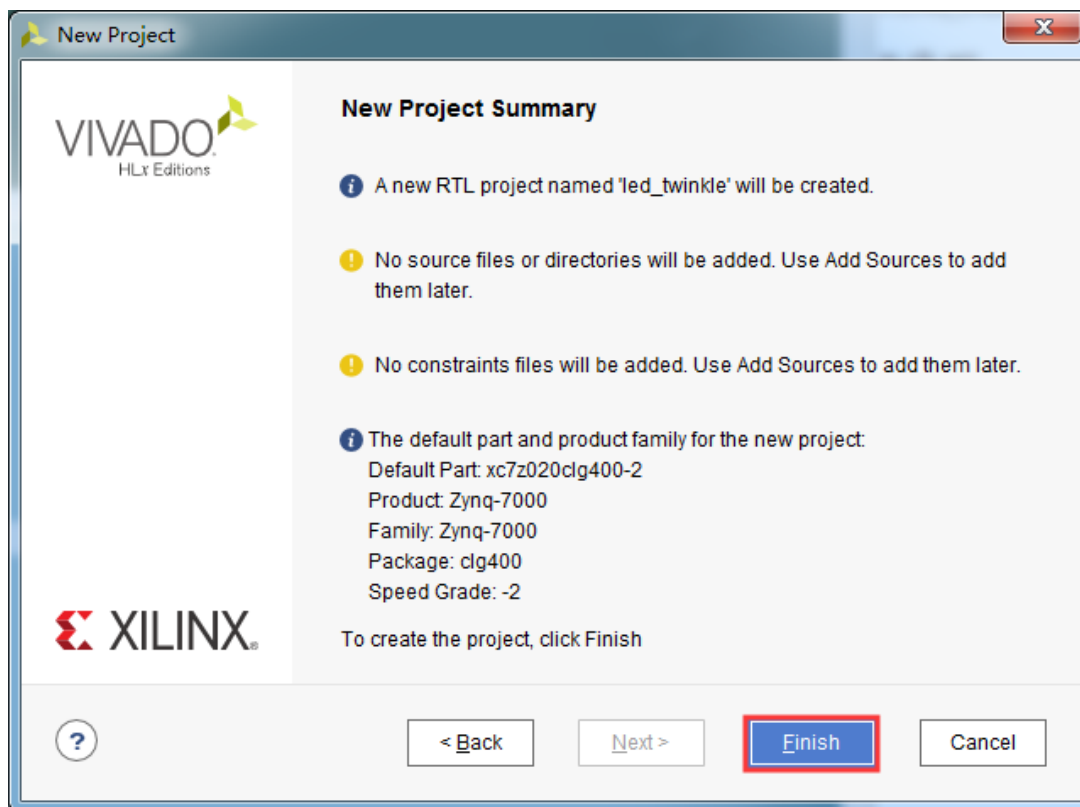 New Project
x
VIVADO.
HLx Editions
New Project Summary
A new RTL project named 'led_twinkle' will be created.
No source files or directories will be added. Use Add Sources to add
them later.
No constraints files will be added. Use Add Sources to add them later.
The default part and product family for the new project:
Default Part: xc7z020clg400-2
Product: Zynq-7000
Family: Zynq-7000
Package: clg400
Speed Grade: -2
To create the project, click Finish
XILINX®
?
< Back
Next >
Finish
Cancel